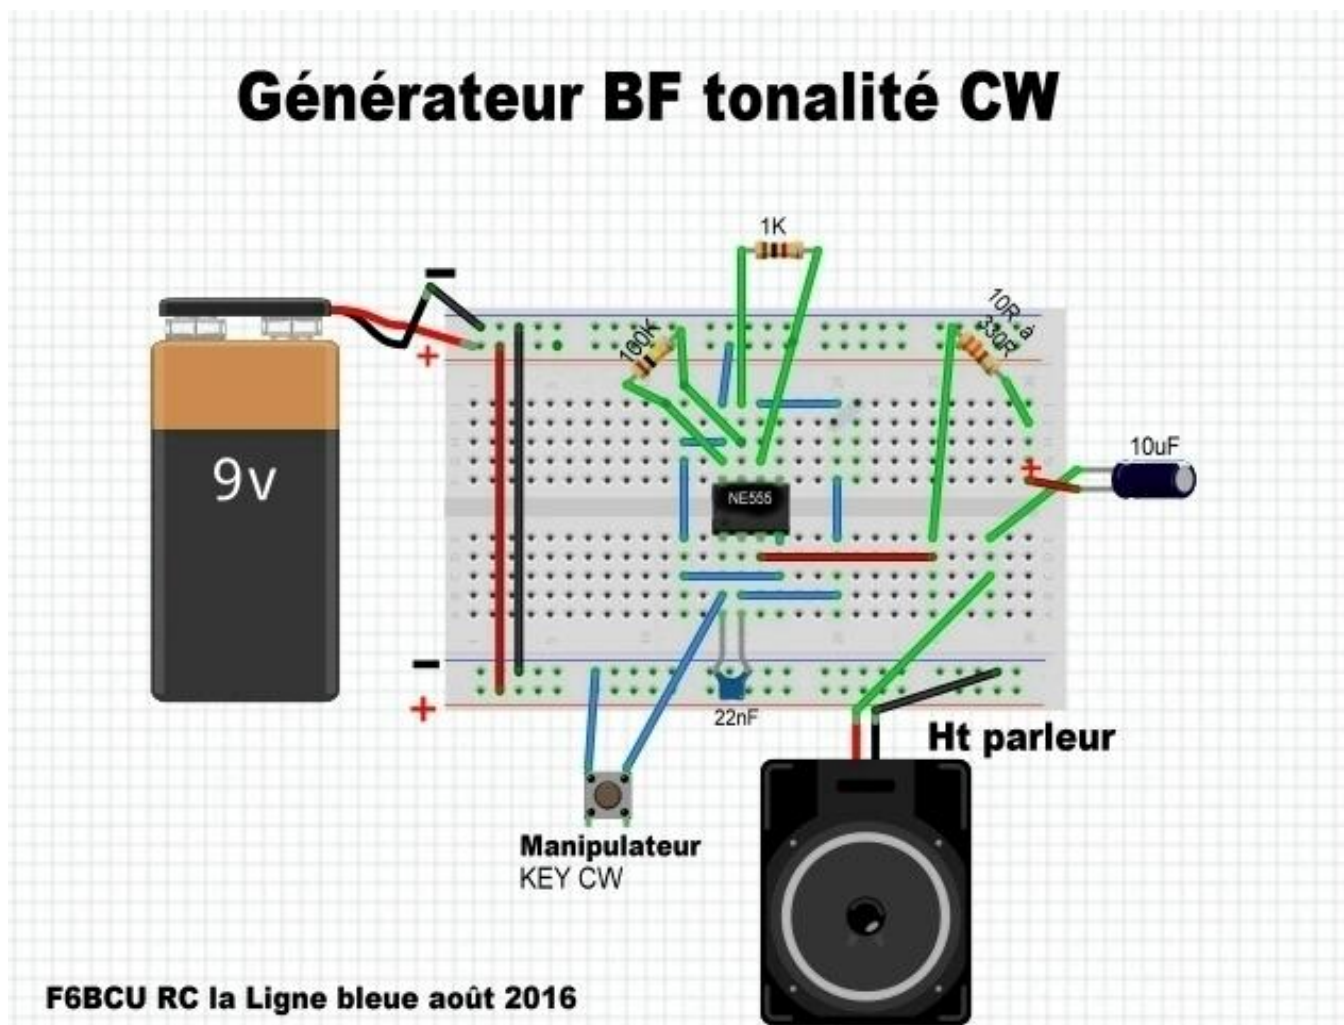 Générateur BF tonalité CW
1K
-
100K
10R à
330R
+
9v
NE555
+
10uF
-
+
22nF
Ht parleur
Manipulateur
KEY CW
F6BCU RC la Ligne bleue août 2016